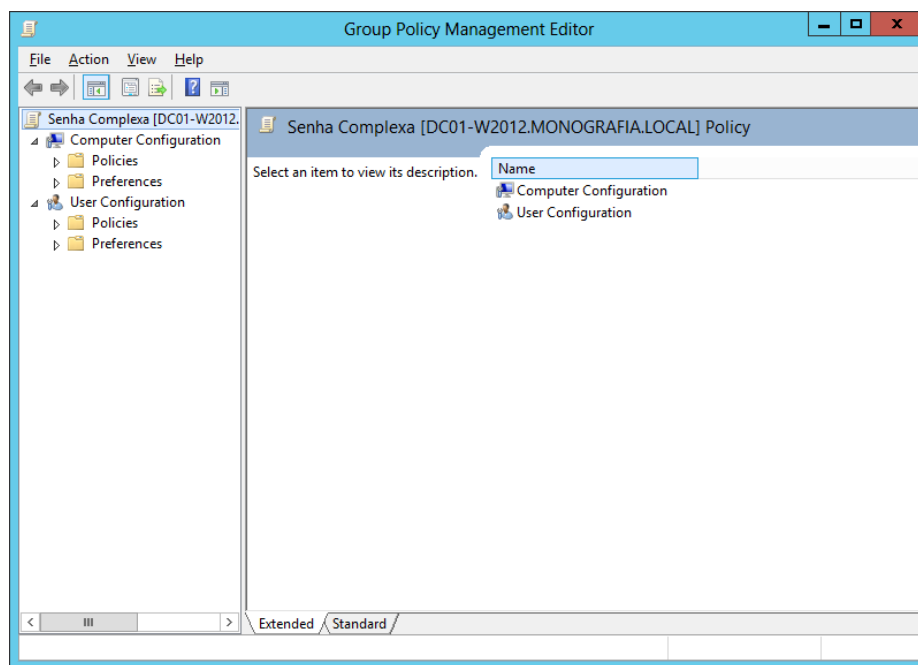 Group Policy Management Editor
File Action View Help
Senha Complexa [DC01-W2012.
Computer Configuration
Policies
Preferences
User Configuration
Policies
Preferences
Senha Complexa [DC01-W2012.MONOGRAFIA.LOCAL] Policy
Select an item to view its description.
Name
Computer Configuration
User Configuration
Extended Standard